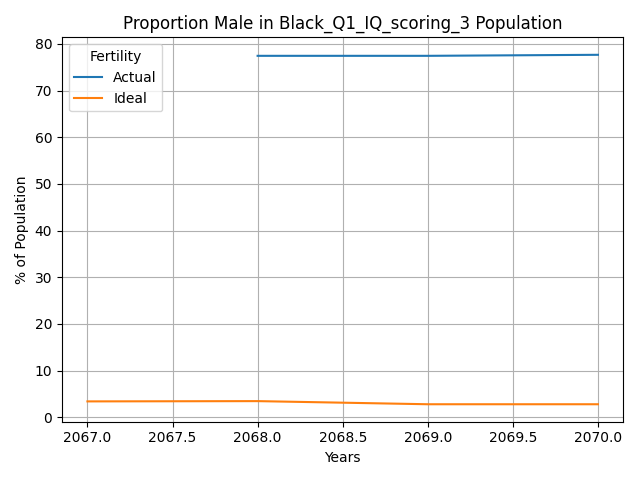 Proportion Male in Black_Q1_IQ_scoring_3 Population
Fertility
Actual
Ideal
% of Population
80
70
60
50
40
30
20
10
0
2067.0 2067.5 2068.0 2068.5 2069.0 2069.5 2070.0
Years